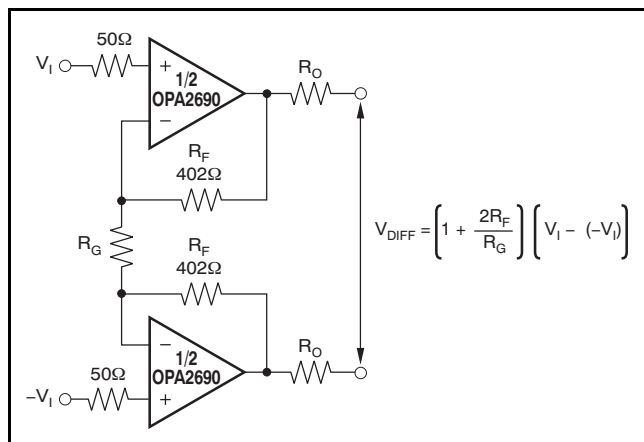 50Ω
V_I
+
1/2
OPA2690
−
R_O
R_F
402Ω
R_G
V_DIFF = [1 + 2R_F/R_G] [V_I − (−V_I)]
R_F
402Ω
−
1/2
OPA2690
+
R_O
50Ω
−V_I